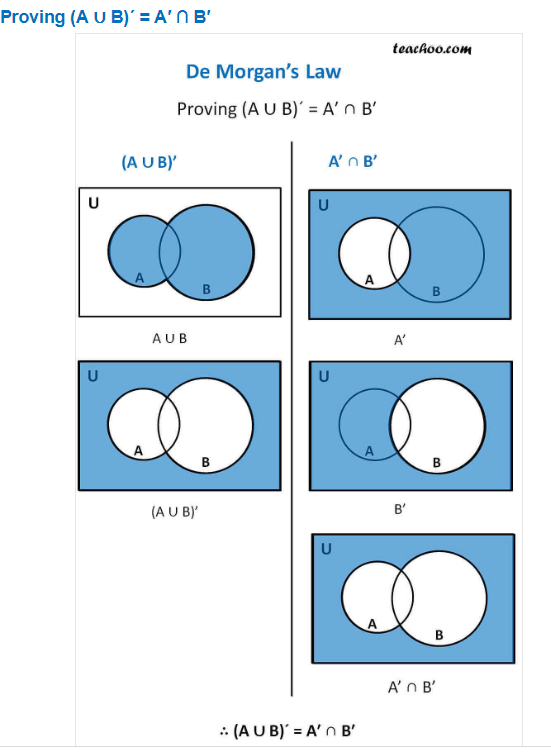 Proving (A ∪ B)´ = A′ ∩ B′
teachoo.com
De Morgan’s Law
Proving (A ∪ B)´ = A′ ∩ B′
(A ∪ B)′
U
A
B
A ∪ B
U
A
B
(A ∪ B)′
A′ ∩ B′
U
A
B
A′
U
A
B
B′
U
A
B
A′ ∩ B′
∴ (A ∪ B)´ = A′ ∩ B′